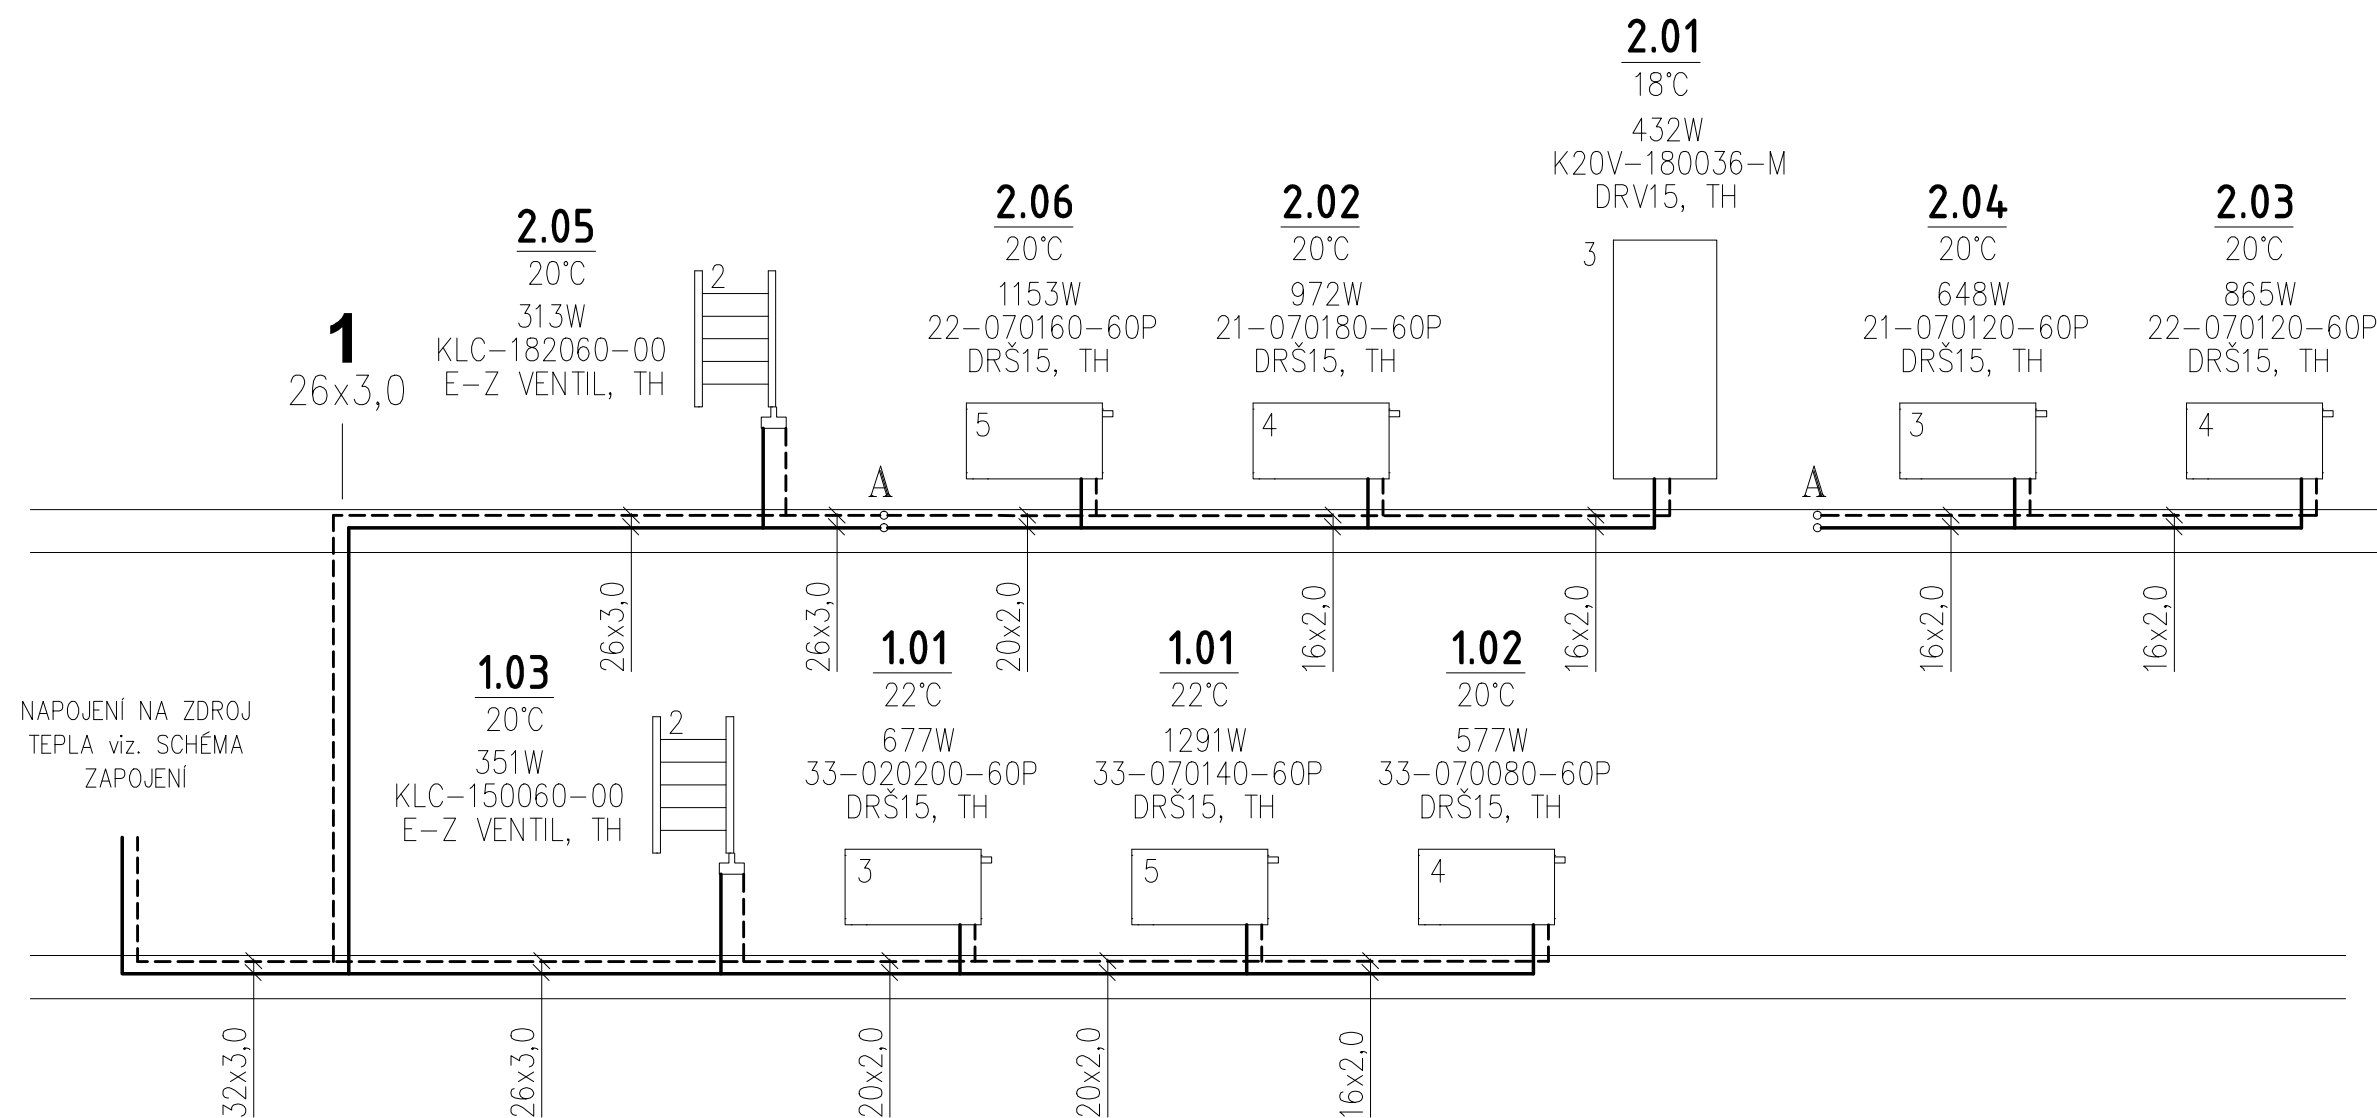 2.01
18°C
432W
K20V-180036-M
DRV15, TH
3
2.05
20°C
313W
KLC-182060-00
E-Z VENTIL, TH
2
2.06
20°C
1153W
22-070160-60P
DRŠ15, TH
5
2.02
20°C
972W
21-070180-60P
DRŠ15, TH
4
2.04
20°C
648W
21-070120-60P
DRŠ15, TH
3
2.03
20°C
865W
22-070120-60P
DRŠ15, TH
4
1
26x3,0
A
A
26x3,0
26x3,0
20x2,0
16x2,0
16x2,0
16x2,0
16x2,0
NAPOJENÍ NA ZDROJ
TEPLA viz. SCHÉMA
ZAPOJENÍ
1.03
20°C
351W
KLC-150060-00
E-Z VENTIL, TH
2
1.01
22°C
677W
33-020200-60P
DRŠ15, TH
3
1.01
22°C
1291W
33-070140-60P
DRŠ15, TH
5
1.02
20°C
577W
33-070080-60P
DRŠ15, TH
4
32x3,0
26x3,0
20x2,0
20x2,0
16x2,0